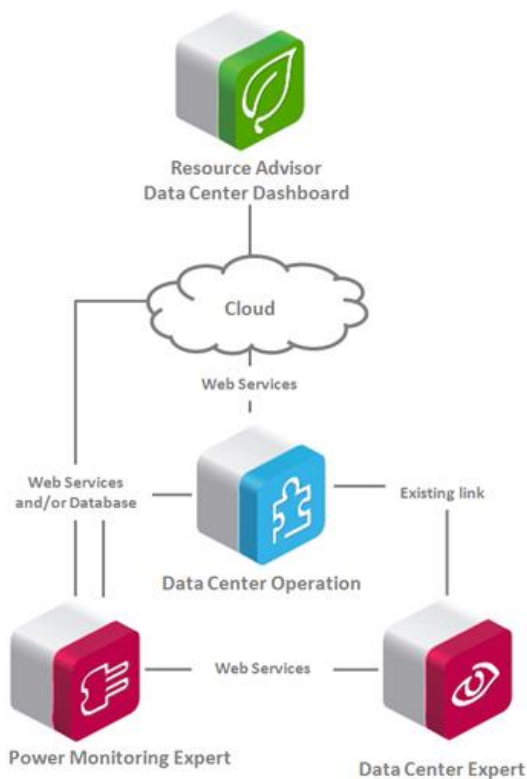 Resource Advisor
Data Center Dashboard
Cloud
Web Services
Web Services
and/or Database
Existing link
Data Center Operation
Web Services
Power Monitoring Expert
Data Center Expert